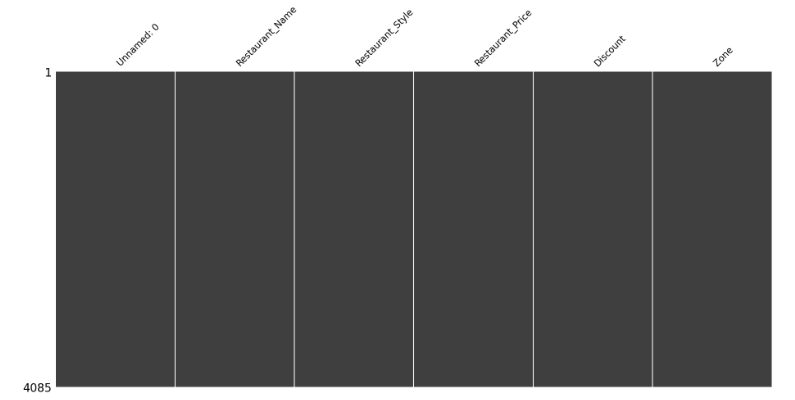 Unnamed: 0
Restaurant_Name
Restaurant_Style
Restaurant_Price
Discount
Zone
1
4085